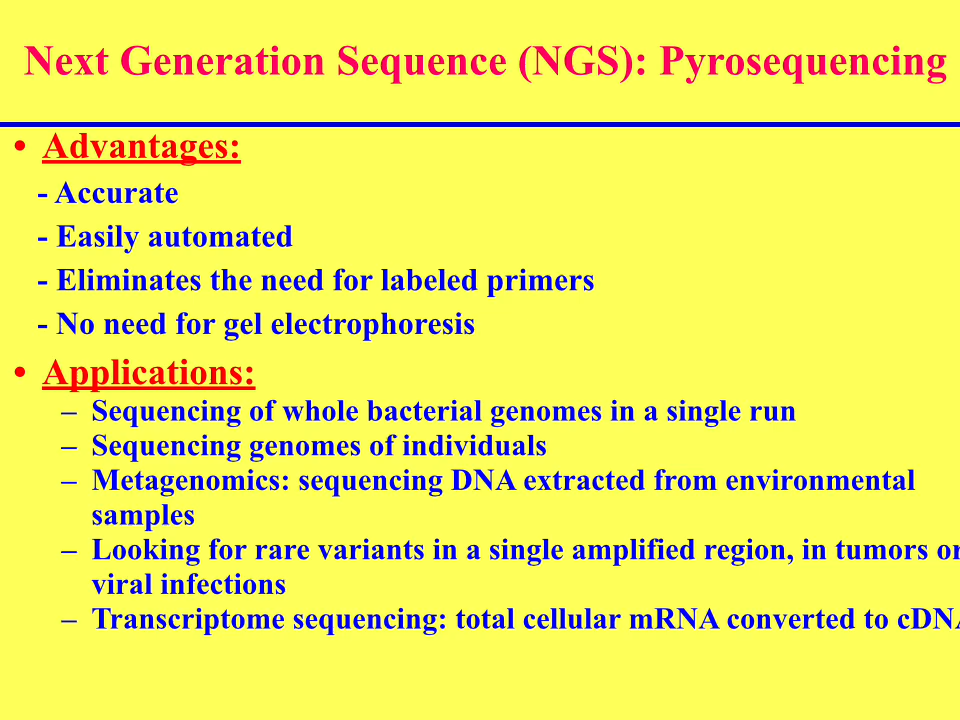 Next Generation Sequence (NGS): Pyrosequencing
• Advantages:
- Accurate
- Easily automated
- Eliminates the need for labeled primers
- No need for gel electrophoresis
• Applications:
– Sequencing of whole bacterial genomes in a single run
– Sequencing genomes of individuals
– Metagenomics: sequencing DNA extracted from environmental
samples
– Looking for rare variants in a single amplified region, in tumors or
viral infections
– Transcriptome sequencing: total cellular mRNA converted to cDNA